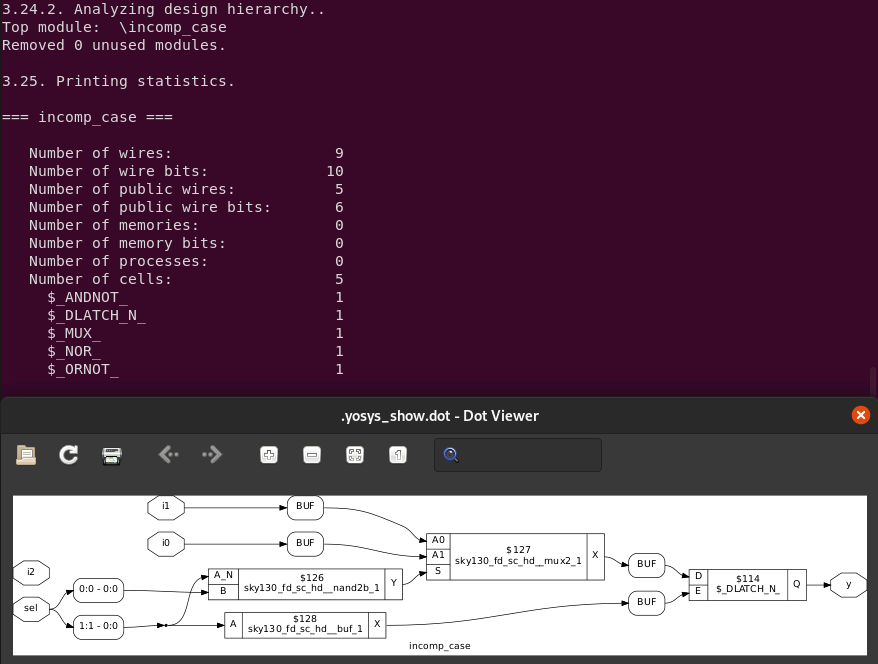 3.24.2. Analyzing design hierarchy..
Top module:  \incomp_case
Removed 0 unused modules.
3.25. Printing statistics.
=== incomp_case ===
Number of wires: 9
Number of wire bits: 10
Number of public wires: 5
Number of public wire bits: 6
Number of memories: 0
Number of memory bits: 0
Number of processes: 0
Number of cells: 5
$_ANDNOT_ 1
$_DLATCH_N_ 1
$_MUX_ 1
$_NOR_ 1
$_ORNOT_ 1
.yosys_show.dot - Dot Viewer
i1
BUF
i0
BUF
A0
A1
S
$127
sky130_fd_sc_hd__mux2_1
X
i2
sel
0:0 - 0:0
1:1 - 0:0
A_N
B
$126
sky130_fd_sc_hd__nand2b_1
Y
A
$128
sky130_fd_sc_hd__buf_1
X
BUF
BUF
D
E
$114
$_DLATCH_N_
Q
y
incomp_case